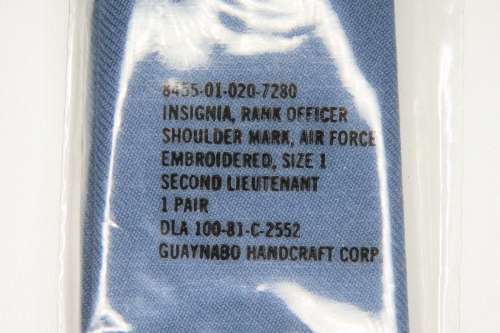 8455-01-020-7280
INSIGNIA, RANK OFFICER
SHOULDER MARK, AIR FORCE
EMBROIDERED, SIZE 1
SECOND LIEUTENANT
1 PAIR
DLA 100-81-C-2552
GUAYNABO HANDCRAFT CORP